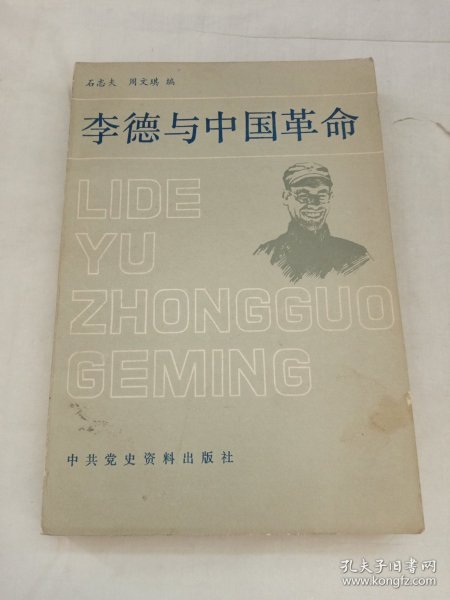 石志夫 周文琪 编
李德与中国革命
LIDE
YU
ZHONGGUO
GEMING
中共党史资料出版社
孔夫子旧书网
www.kongfz.com